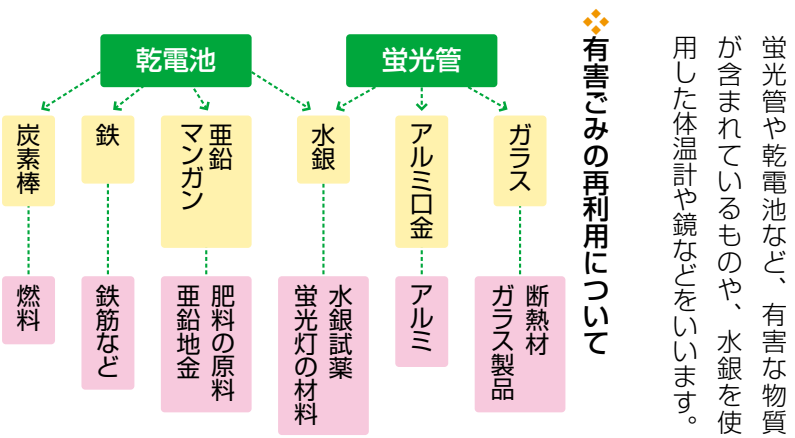 蛍光管や乾電池など、有害な物質
が含まれているものや、水銀を使
用した体温計や鏡などをいいます。
有害ごみの再利用について
乾電池
蛍光管
ガラス
アルミ口金
水銀
亜鉛
マンガン
鉄
炭素棒
断熱材
ガラス製品
アルミ
水銀試薬
蛍光灯の材料
肥料の原料
亜鉛地金
鉄筋など
燃料